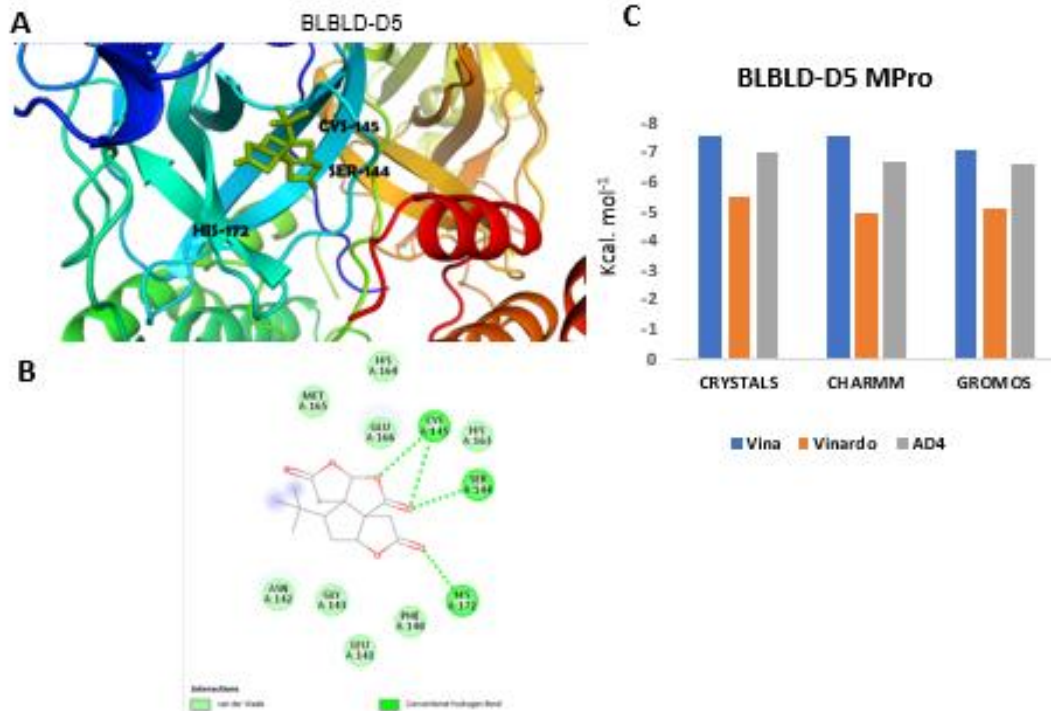 A
BLBLD-D5
CYS-145
SER-144
HIS-172
B
HIS
A:164
MET
A:165
GLU
A:166
CYS
A:145
HIS
A:163
SER
A:144
ASN
A:142
GLY
A:143
PHE
A:140
HIS
A:172
Interactions
van der Waals
Conventional Hydrogen Bond
C
BLBLD-D5 MPro
Kcal. mol⁻¹
-8
-7
-6
-5
-4
-3
-2
-1
0
CRYSTALS
CHARMM
GROMOS
Vina
Vinardo
AD4